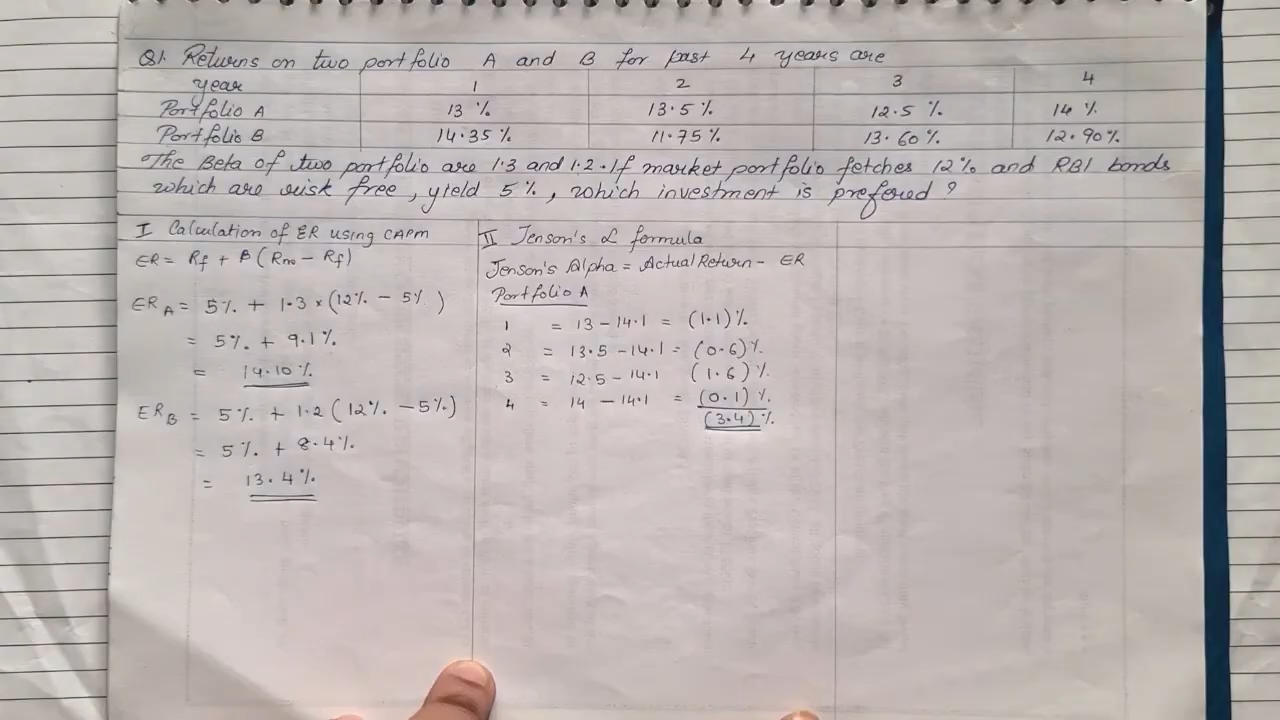 Q1. Returns on two portfolio A and B for past 4 years are
year 1 2 3 4
Portfolio A 13 % 13.5 % 12.5 % 14 %
Portfolio B 14.35 % 11.75 % 13.60 % 12.90 %
The Beta of two portfolio are 1.3 and 1.2. If market portfolio fetches 12 % and RBI bonds
which are risk free, yield 5 %, which investment is prefered ?
I Calculation of ER using CAPM
ER = Rf + β (Rm - Rf)
ER A = 5% + 1.3 × (12% - 5%)
= 5% + 9.1%
= 14.10 %
ER B = 5% + 1.2 (12% - 5%)
= 5% + 8.4%
= 13.4 %
II Jenson's α formula
Jenson's Alpha = Actual Return - ER
Portfolio A
1 = 13 - 14.1 = (1.1) %
2 = 13.5 - 14.1 = (0.6) %
3 = 12.5 - 14.1 (1.6) %
4 = 14 - 14.1 = (0.1) %
(3.4) %